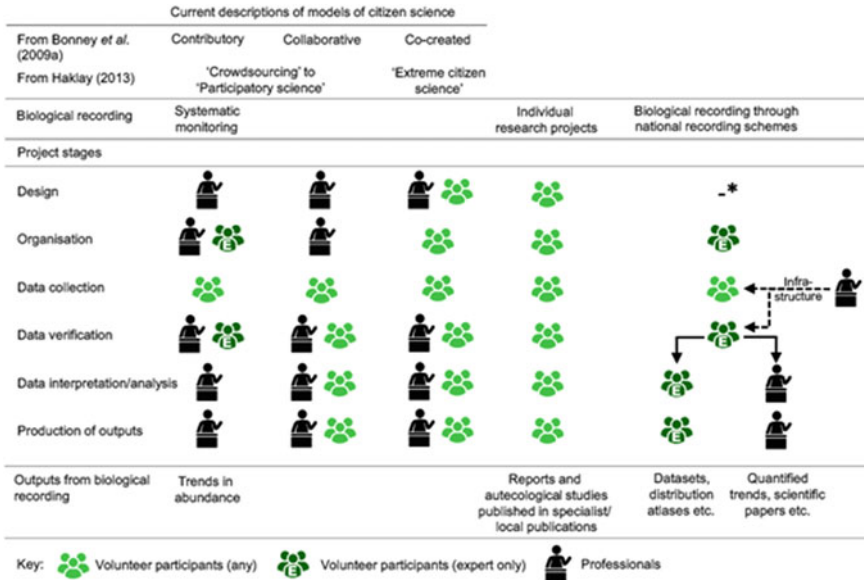 Current descriptions of models of citizen science
From Bonney et al. (2009a)
Contributory
Collaborative
Co-created
From Haklay (2013)
'Crowdsourcing' to 'Participatory science'
'Extreme citizen science'
Biological recording
Systematic monitoring
Individual research projects
Biological recording through national recording schemes
Project stages
Design
-*
Organisation
E
E
Data collection
Infra-structure
Data verification
E
E
Data interpretation/analysis
E
Production of outputs
E
Outputs from biological recording
Trends in abundance
Reports and autecological studies published in specialist/ local publications
Datasets, distribution atlases etc.
Quantified trends, scientific papers etc.
Key:
Volunteer participants (any)
E
Volunteer participants (expert only)
Professionals